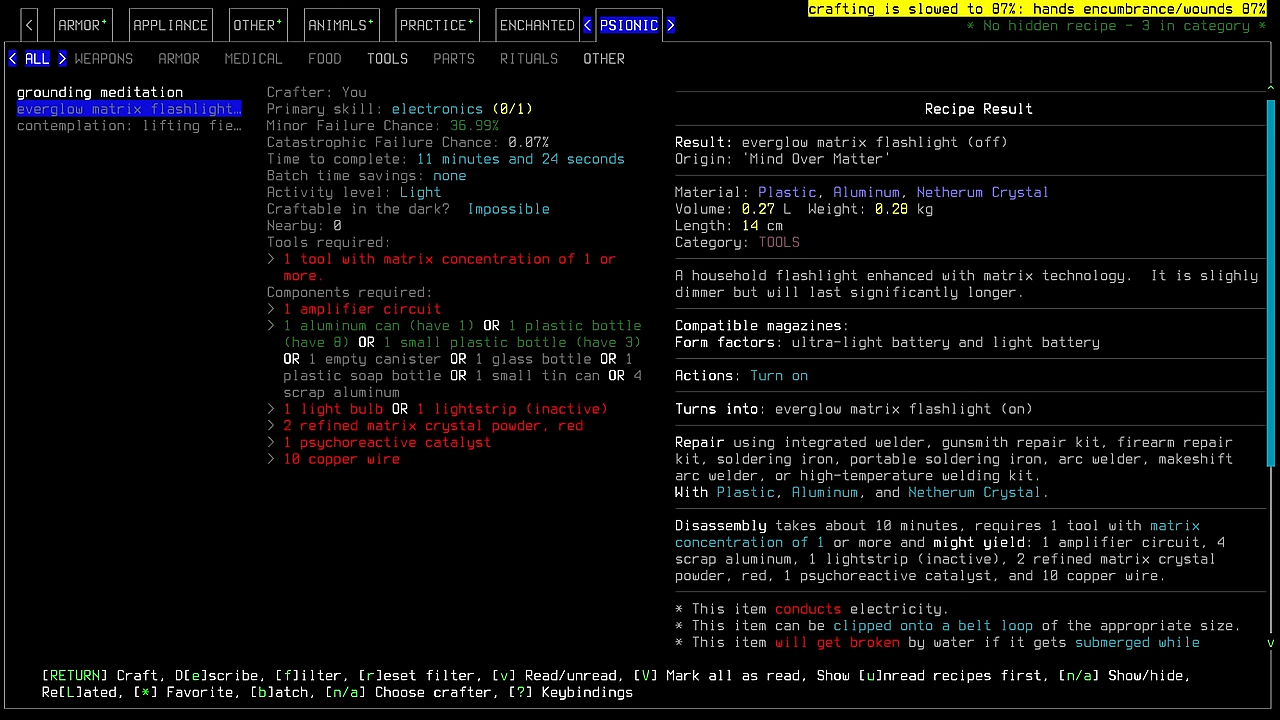 crafting is slowed to 87%: hands encumbrance/wounds 87%
< ARMOR+ APPLIANCE OTHER+ ANIMALS+ PRACTICE+ ENCHANTED < PSIONIC >
* No hidden recipe - 3 in category *
< ALL > WEAPONS ARMOR MEDICAL FOOD TOOLS PARTS RITUALS OTHER
grounding meditation
everglow matrix flashlight…
contemplation: lifting fie…
Crafter: You
Primary skill: electronics (0/1)
Minor Failure Chance: 36.99%
Catastrophic Failure Chance: 0.07%
Time to complete: 11 minutes and 24 seconds
Batch time savings: none
Activity level: Light
Craftable in the dark? Impossible
Nearby: 0
Tools required:
> 1 tool with matrix concentration of 1 or
more.
Components required:
> 1 amplifier circuit
> 1 aluminum can (have 1) OR 1 plastic bottle
(have 8) OR 1 small plastic bottle (have 3)
OR 1 empty canister OR 1 glass bottle OR 1
plastic soap bottle OR 1 small tin can OR 4
scrap aluminum
> 1 light bulb OR 1 lightstrip (inactive)
> 2 refined matrix crystal powder, red
> 1 psychoreactive catalyst
> 10 copper wire
Recipe Result
Result: everglow matrix flashlight (off)
Origin: 'Mind Over Matter'
Material: Plastic, Aluminum, Netherum Crystal
Volume: 0.27 L Weight: 0.28 kg
Length: 14 cm
Category: TOOLS
A household flashlight enhanced with matrix technology. It is slighly
dimmer but will last significantly longer.
Compatible magazines:
Form factors: ultra-light battery and light battery
Actions: Turn on
Turns into: everglow matrix flashlight (on)
Repair using integrated welder, gunsmith repair kit, firearm repair
kit, soldering iron, portable soldering iron, arc welder, makeshift
arc welder, or high-temperature welding kit.
With Plastic, Aluminum, and Netherum Crystal.
Disassembly takes about 10 minutes, requires 1 tool with matrix
concentration of 1 or more and might yield: 1 amplifier circuit, 4
scrap aluminum, 1 lightstrip (inactive), 2 refined matrix crystal
powder, red, 1 psychoreactive catalyst, and 10 copper wire.
* This item conducts electricity.
* This item can be clipped onto a belt loop of the appropriate size.
* This item will get broken by water if it gets submerged while
[RETURN] Craft, D[e]scribe, [f]ilter, [r]eset filter, [v] Read/unread, [V] Mark all as read, Show [u]nread recipes first, [n/a] Show/hide,
Re[L]ated, [*] Favorite, [b]atch, [n/a] Choose crafter, [?] Keybindings